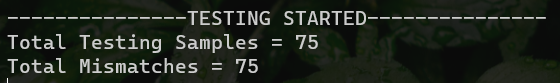 ---------------TESTING STARTED---------------
Total Testing Samples = 75
Total Mismatches = 75